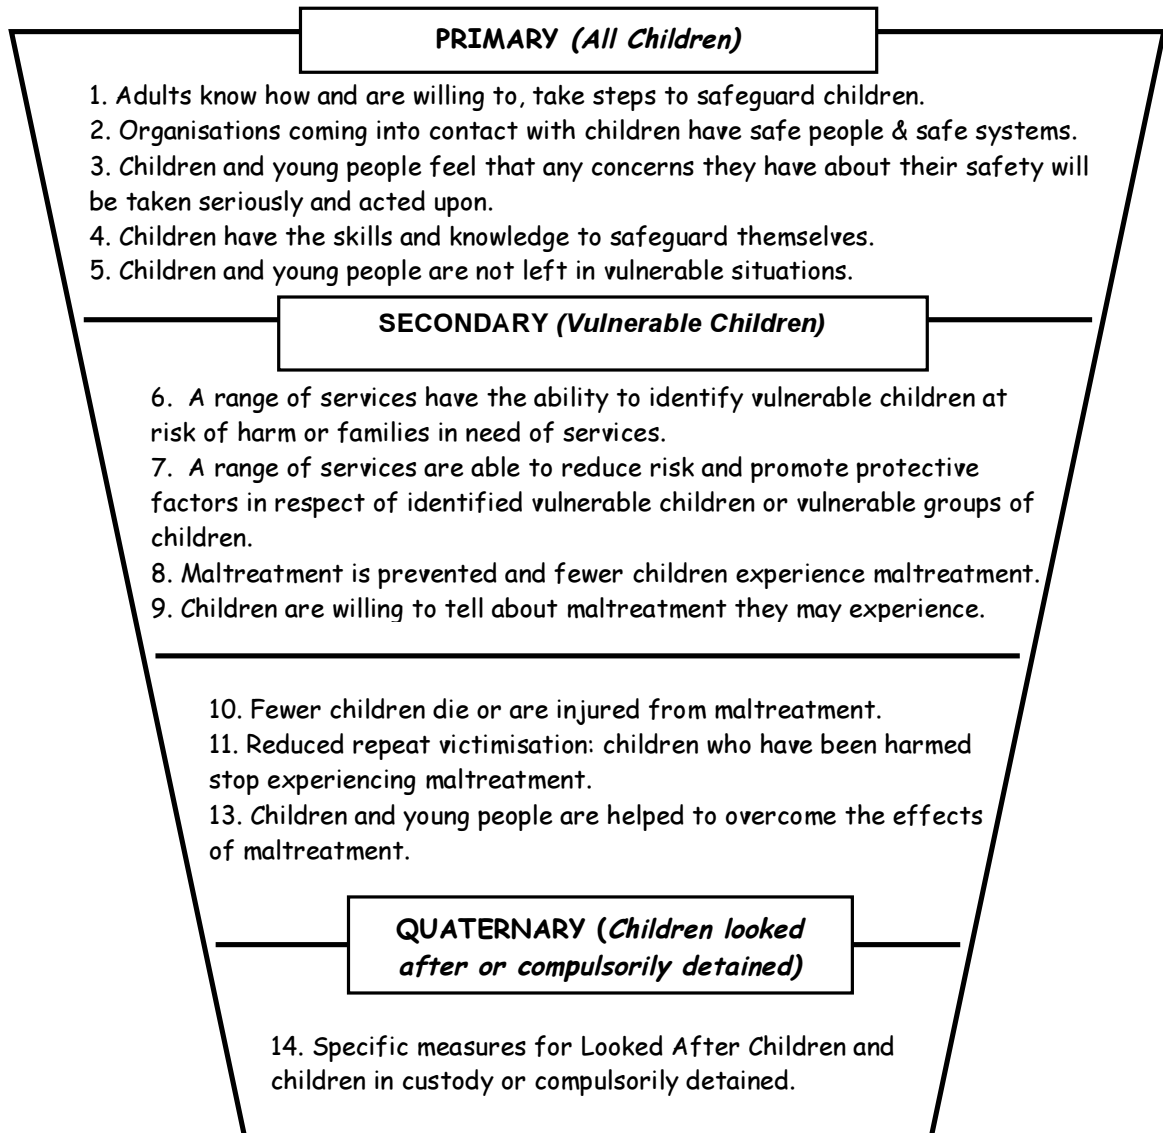 PRIMARY (All Children)
1. Adults know how and are willing to, take steps to safeguard children.
2. Organisations coming into contact with children have safe people & safe systems.
3. Children and young people feel that any concerns they have about their safety will
be taken seriously and acted upon.
4. Children have the skills and knowledge to safeguard themselves.
5. Children and young people are not left in vulnerable situations.
SECONDARY (Vulnerable Children)
6. A range of services have the ability to identify vulnerable children at
risk of harm or families in need of services.
7. A range of services are able to reduce risk and promote protective
factors in respect of identified vulnerable children or vulnerable groups of
children.
8. Maltreatment is prevented and fewer children experience maltreatment.
9. Children are willing to tell about maltreatment they may experience.
10. Fewer children die or are injured from maltreatment.
11. Reduced repeat victimisation: children who have been harmed
stop experiencing maltreatment.
13. Children and young people are helped to overcome the effects
of maltreatment.
QUATERNARY (Children looked
after or compulsorily detained)
14. Specific measures for Looked After Children and
children in custody or compulsorily detained.